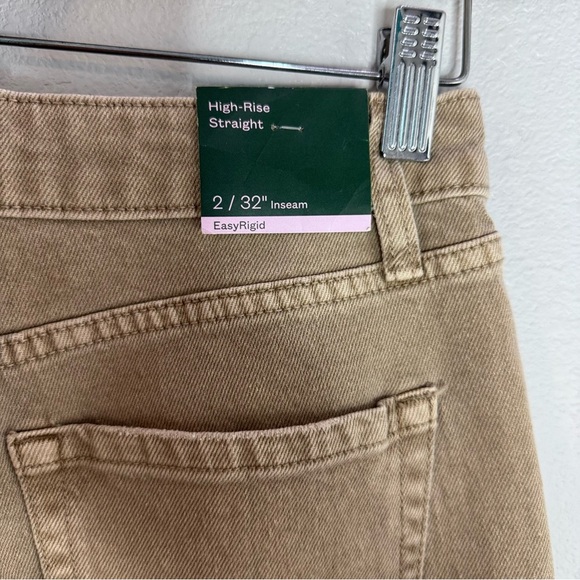 High-Rise
Straight
2 / 32" Inseam
EasyRigid